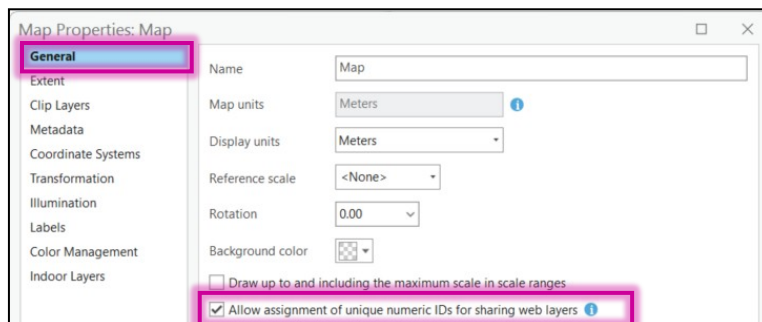 Map Properties: Map
General
Extent
Clip Layers
Metadata
Coordinate Systems
Transformation
Illumination
Labels
Color Management
Indoor Layers
Name Map
Map units Meters
Display units Meters
Reference scale <None>
Rotation 0.00
Background color
Draw up to and including the maximum scale in scale ranges
Allow assignment of unique numeric IDs for sharing web layers